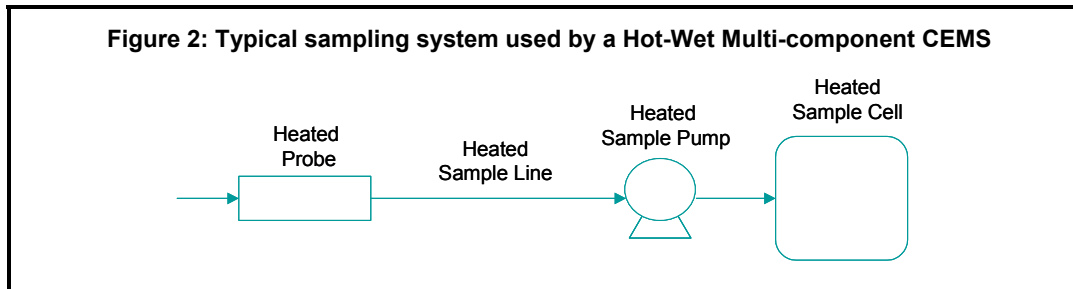 Figure 2: Typical sampling system used by a Hot-Wet Multi-component CEMS
Heated
Probe
Heated
Sample Line
Heated
Sample Pump
Heated
Sample Cell